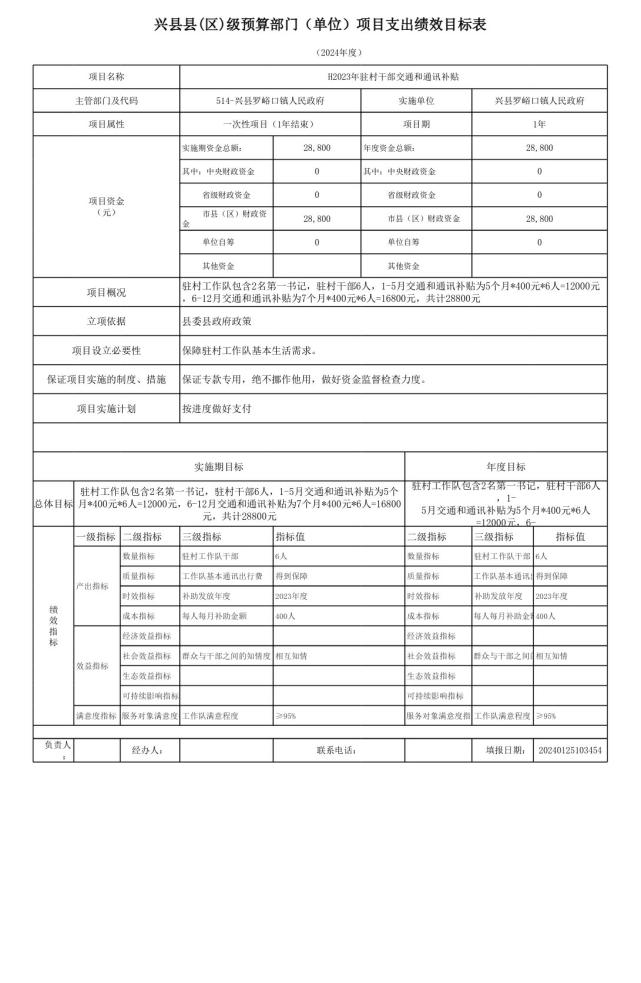 兴县县(区)级预算部门（单位）项目支出绩效目标表
（2024年度）
项目名称 H2023年驻村干部交通和通讯补贴
主管部门及代码 514-兴县罗峪口镇人民政府 实施单位 兴县罗峪口镇人民政府
项目属性 一次性项目（1年结束） 项目期 1年
项目资金
（元）
实施期资金总额: 28,800 年度资金总额: 28,800
其中: 中央财政资金 0 其中: 中央财政资金 0
省级财政资金 0 省级财政资金 0
市县（区）财政资
金 28,800 市县（区）财政资金 28,800
单位自筹 0 单位自筹 0
其他资金 其他资金
项目概况 驻村工作队包含2名第一书记，驻村干部6人，1-5月交通和通讯补贴为5个月*400元*6人=12000元
，6-12月交通和通讯补贴为7个月*400元*6人=16800元，共计28800元
立项依据 县委县政府政策
项目设立必要性 保障驻村工作队基本生活需求。
保证项目实施的制度、措施 保证专款专用，绝不挪作他用，做好资金监督检查力度。
项目实施计划 按进度做好支付
实施期目标 年度目标
总体目标
驻村工作队包含2名第一书记，驻村干部6人，1-5月交通和通讯补贴为5个
月*400元*6人=12000元，6-12月交通和通讯补贴为7个月*400元*6人=16800
元，共计28800元
驻村工作队包含2名第一书记，驻村干部6人
，1-
5月交通和通讯补贴为5个月*400元*6人
=12000元，6-
绩效指标
一级指标 二级指标 三级指标 指标值 二级指标 三级指标 指标值
产出指标
数量指标 驻村工作队干部 6人 数量指标 驻村工作队干部 6人
质量指标 工作队基本通讯出行费 得到保障 质量指标 工作队基本通讯 得到保障
时效指标 补助发放年度 2023年度 时效指标 补助发放年度 2023年度
成本指标 每人每月补助金额 400人 成本指标 每人每月补助金 400人
效益指标
经济效益指标 经济效益指标
社会效益指标 群众与干部之间的知情度 相互知情 社会效益指标 群众与干部之间 相互知情
生态效益指标 生态效益指标
可持续影响指标 可持续影响指标
满意度指标 服务对象满意度 工作队满意程度 ≥95% 服务对象满意度指 工作队满意程度 ≥95%
负责人
: 经办人: 联系电话: 填报日期: 20240125103454